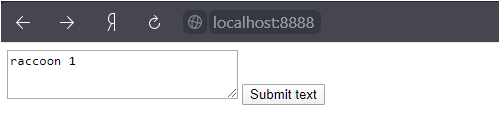 Я localhost:8888
raccoon 1
Submit text